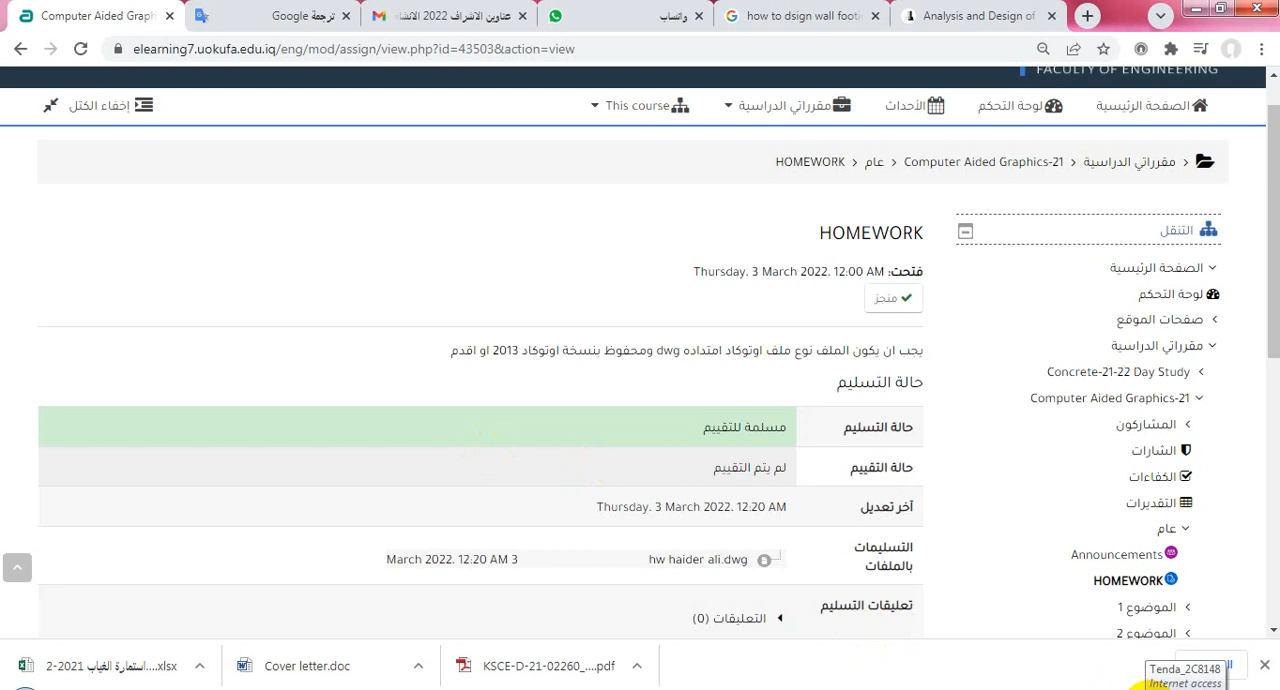 Computer Aided Graph
ترجمة Google
عناوين الاشراف 2022 الانشاء
واتساب
how to dsign wall footi
Analysis and Design of
elearning7.uokufa.edu.iq/eng/mod/assign/view.php?id=43503&action=view
FACULTY OF ENGINEERING
الصفحة الرئيسية
لوحة التحكم
الأحداث
مقرراتي الدراسية
This course
إخفاء الكتل
مقرراتي الدراسية
Computer Aided Graphics-21
عام
HOMEWORK
التنقل
الصفحة الرئيسية
لوحة التحكم
صفحات الموقع
مقرراتي الدراسية
Concrete-21-22 Day Study
Computer Aided Graphics-21
المشاركون
الشارات
الكفاءات
التقديرات
عام
Announcements
HOMEWORK
الموضوع 1
الموضوع 2
HOMEWORK
فتحت: Thursday. 3 March 2022. 12:00 AM
منجز
يجب ان يكون الملف نوع ملف اوتوكاد امتداده dwg ومحفوظ بنسخة اوتوكاد 2013 او اقدم
حالة التسليم
حالة التسليم
مسلمة للتقييم
حالة التقييم
لم يتم التقييم
آخر تعديل
Thursday. 3 March 2022. 12:20 AM
التسليمات بالملفات
hw haider ali.dwg
3 March 2022. 12:20 AM
تعليقات التسليم
التعليقات (0)
2-2021 استمارة الغياب....xlsx
Cover letter.doc
KSCE-D-21-02260_....pdf
Tenda_2C8148
Internet access